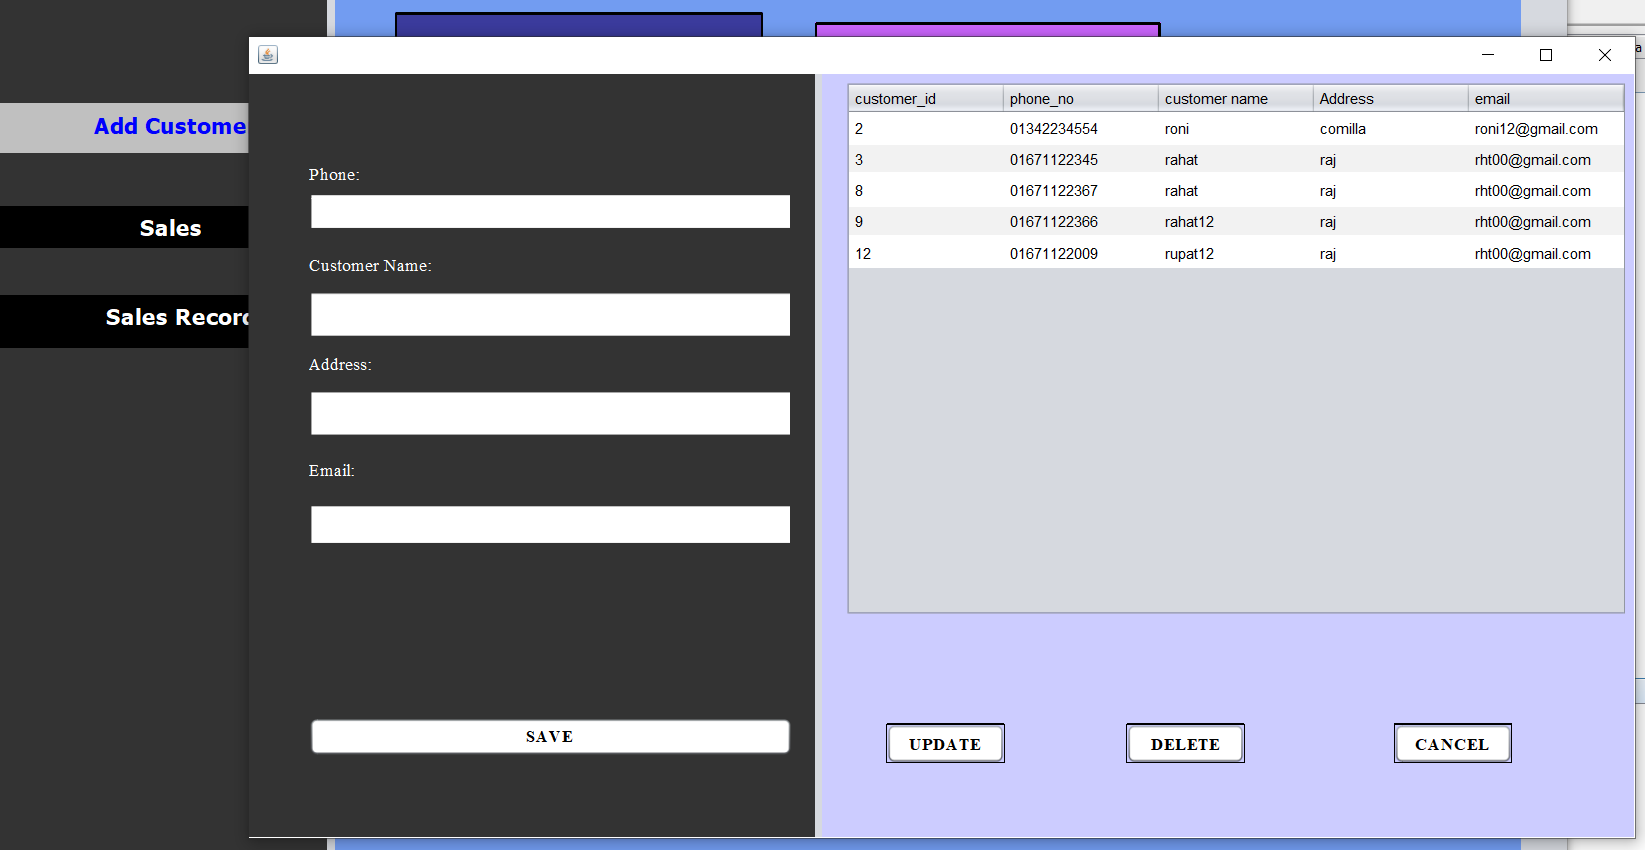 Add Custome
Sales
Sales Record
Phone:
Customer Name:
Address:
Email:
SAVE
customer_id phone_no customer name Address email
2 01342234554 roni comilla roni12@gmail.com
3 01671122345 rahat raj rht00@gmail.com
8 01671122367 rahat raj rht00@gmail.com
9 01671122366 rahat12 raj rht00@gmail.com
12 01671122009 rupat12 raj rht00@gmail.com
UPDATE DELETE CANCEL
a